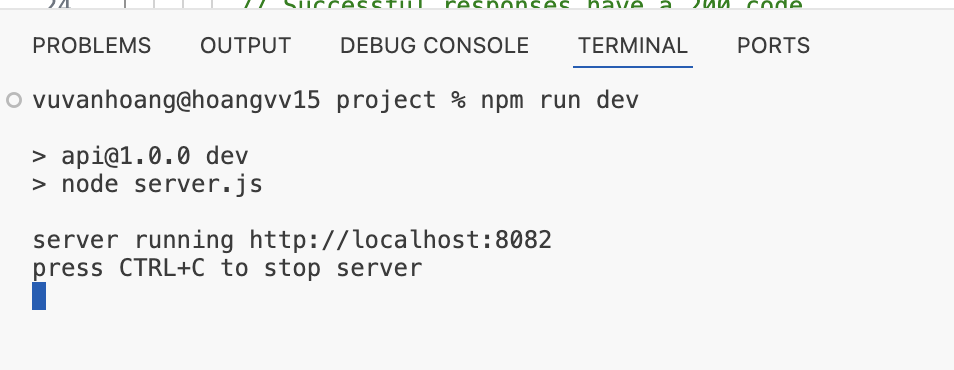 24 // Successful responses have a 200 code
PROBLEMS OUTPUT DEBUG CONSOLE TERMINAL PORTS
vuvanhoang@hoangvv15 project % npm run dev
> api@1.0.0 dev
> node server.js
server running http://localhost:8082
press CTRL+C to stop server